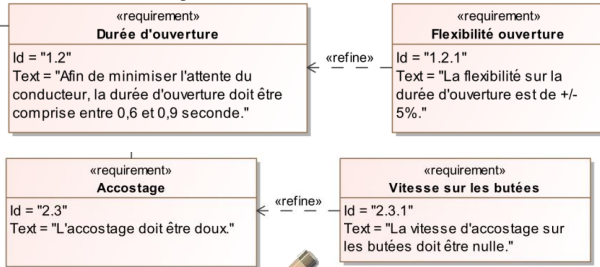 «requirement»
Durée d'ouverture
Id = "1.2"
Text = "Afin de minimiser l'attente du
conducteur, la durée d'ouverture doit être
comprise entre 0,6 et 0,9 seconde."
«refine»
«requirement»
Flexibilité ouverture
Id = "1.2.1"
Text = "La flexibilité sur la
durée d'ouverture est de +/-
5%."
«requirement»
Accostage
Id = "2.3"
Text = "L'accostage doit être doux."
«refine»
«requirement»
Vitesse sur les butées
Id = "2.3.1"
Text = "La vitesse d'accostage sur
les butées doit être nulle."